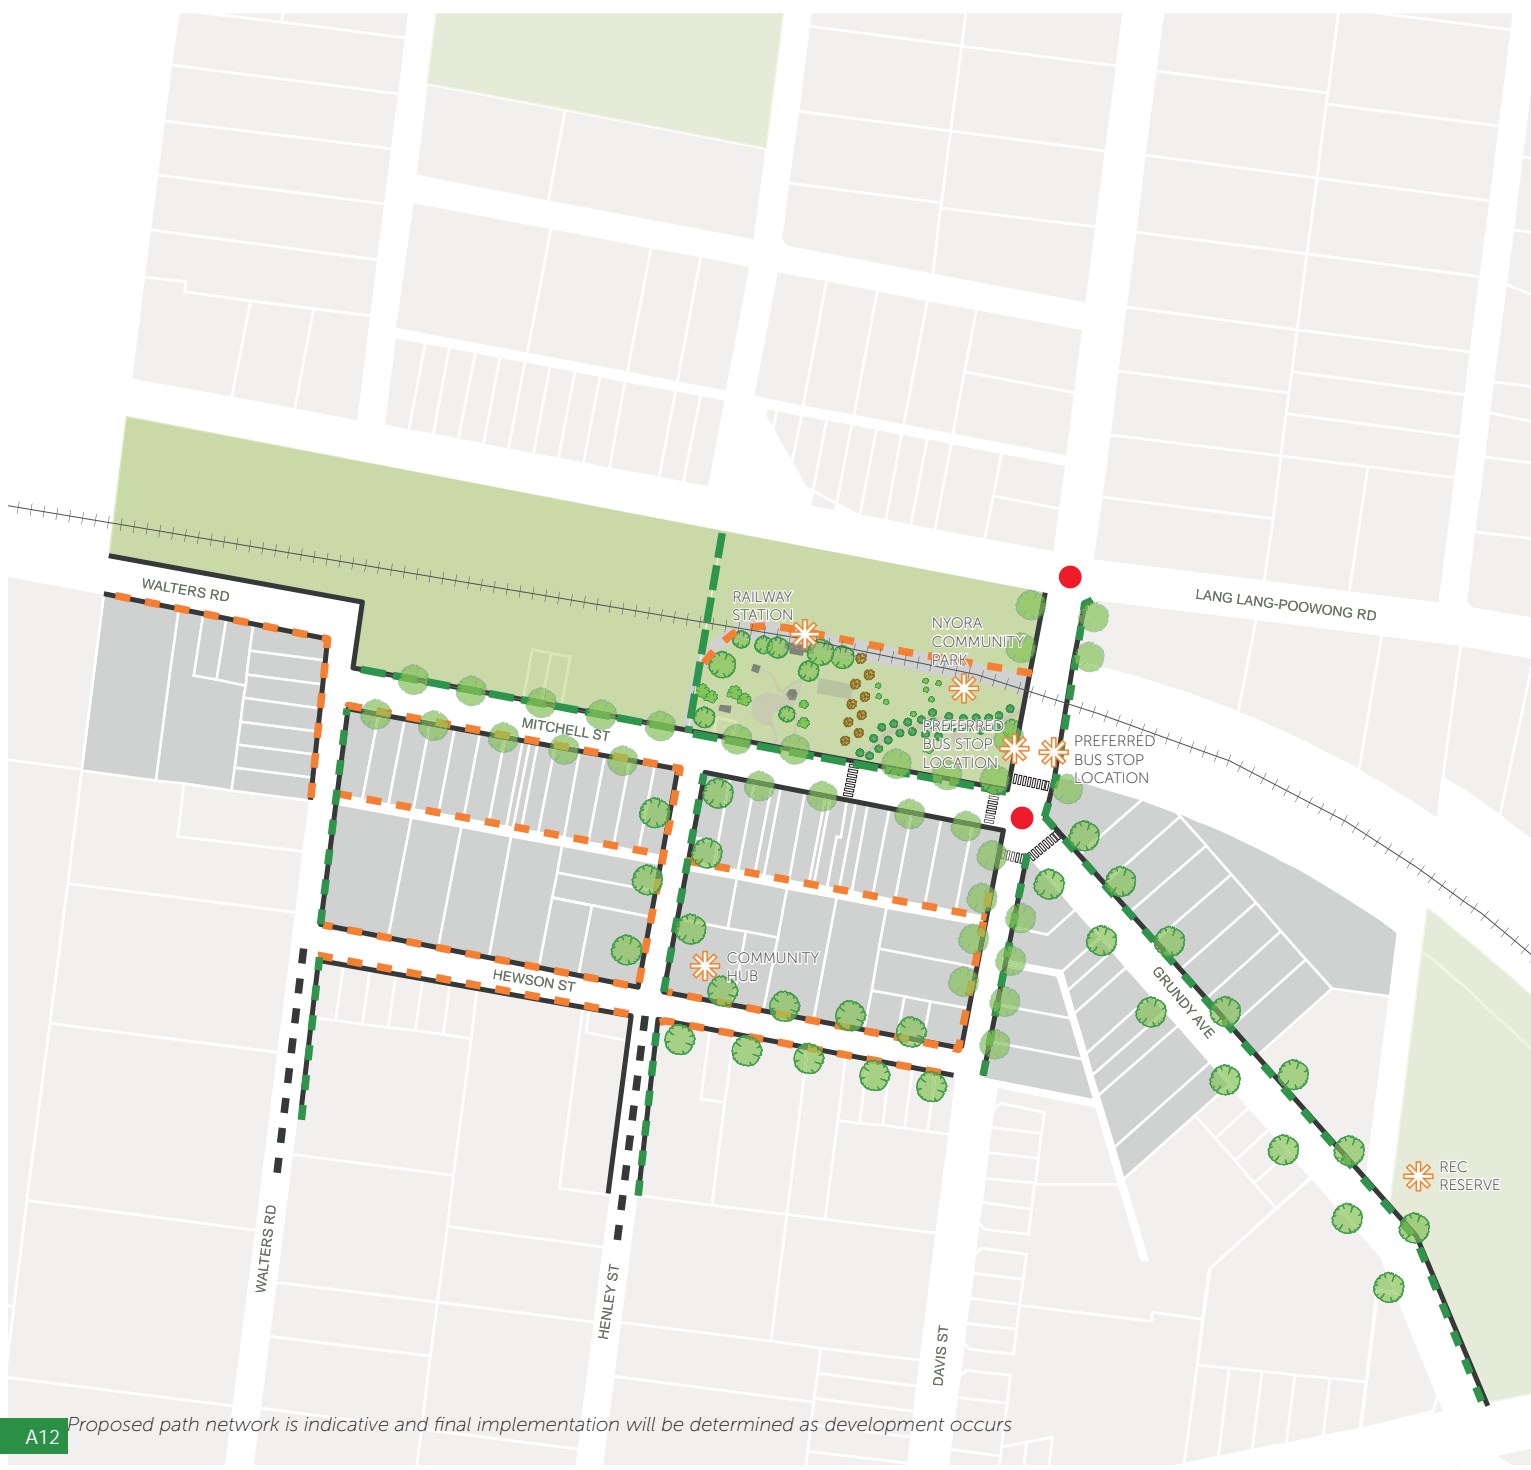 WALTERS RD
RAILWAY
STATION
LANG LANG-POOWONG RD
NYORA
COMMUNITY
PARK
MITCHELL ST
PREFERRED
BUS STOP
LOCATION
PREFERRED
BUS STOP
LOCATION
COMMUNITY
HUB
HEWSON ST
GRUNDY AVE
REC
RESERVE
WALTERS RD
HENLEY ST
DAVIS ST
Proposed path network is indicative and final implementation will be determined as development occurs
A12